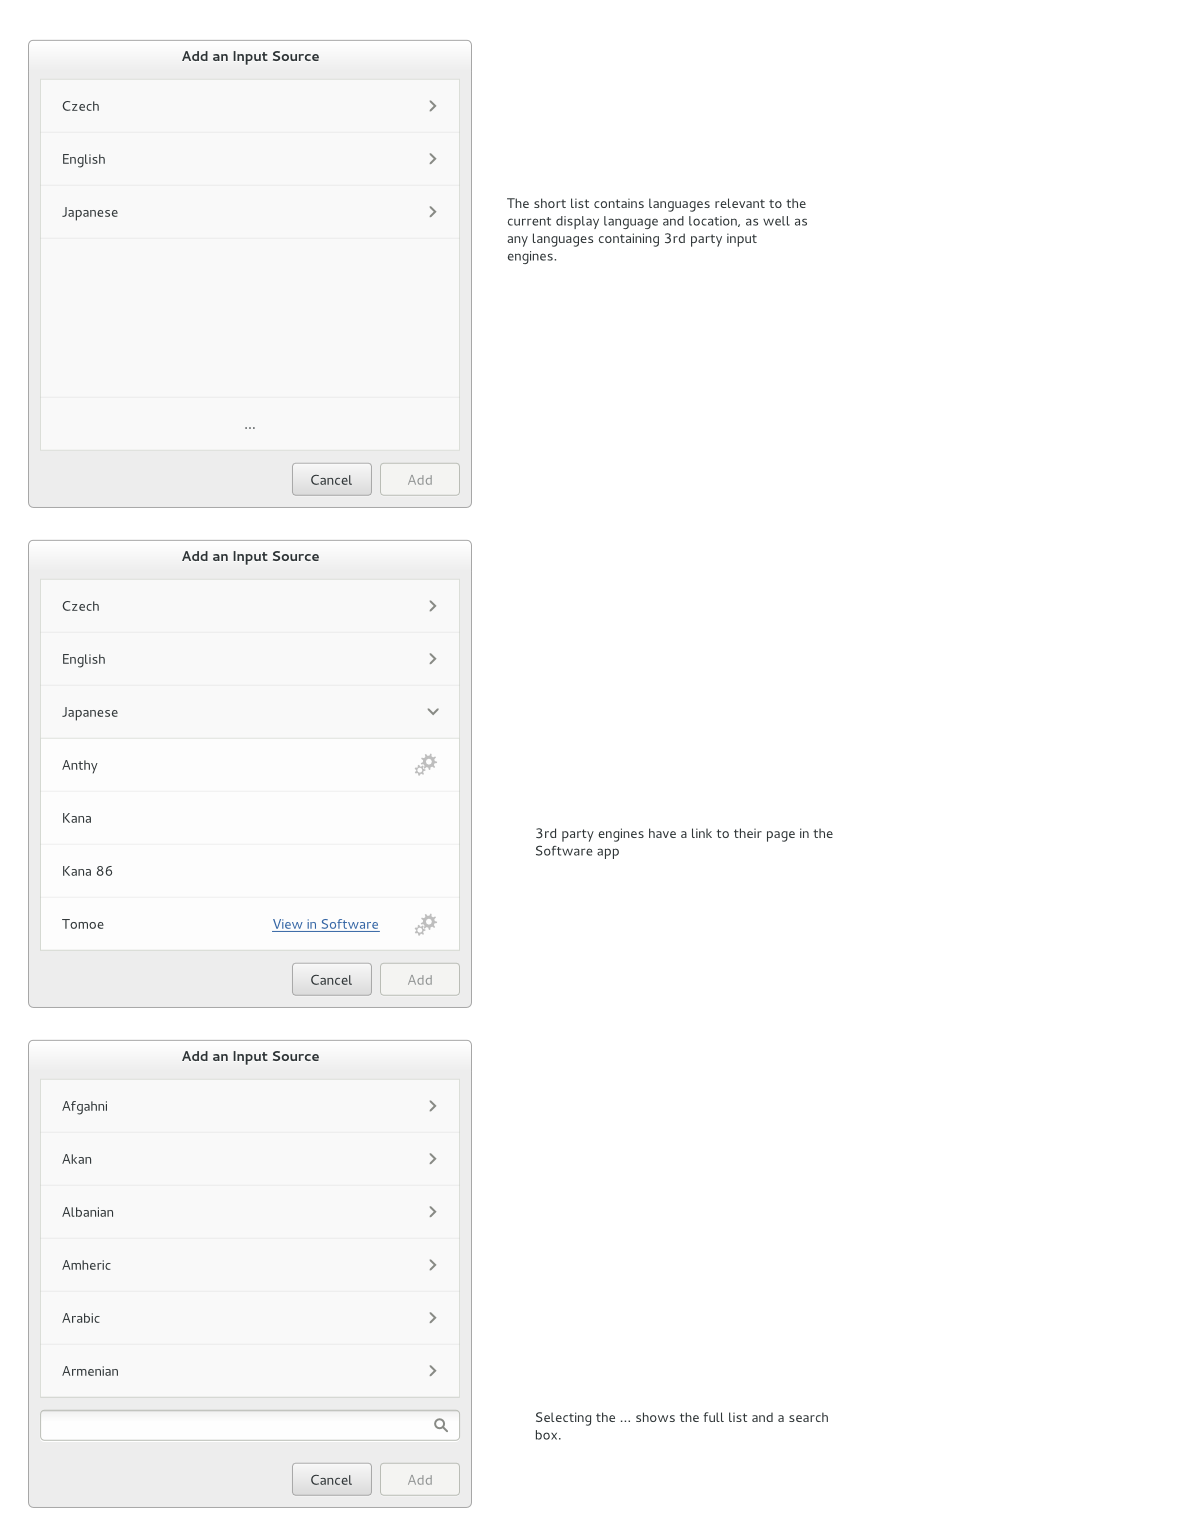 Add an Input Source
Czech
English
Japanese
...
Cancel
Add
The short list contains languages relevant to the
current display language and location, as well as
any languages containing 3rd party input
engines.
Add an Input Source
Czech
English
Japanese
Anthy
Kana
Kana 86
Tomoe View in Software
Cancel
Add
3rd party engines have a link to their page in the
Software app
Add an Input Source
Afgahni
Akan
Albanian
Amheric
Arabic
Armenian
Cancel
Add
Selecting the ... shows the full list and a search
box.